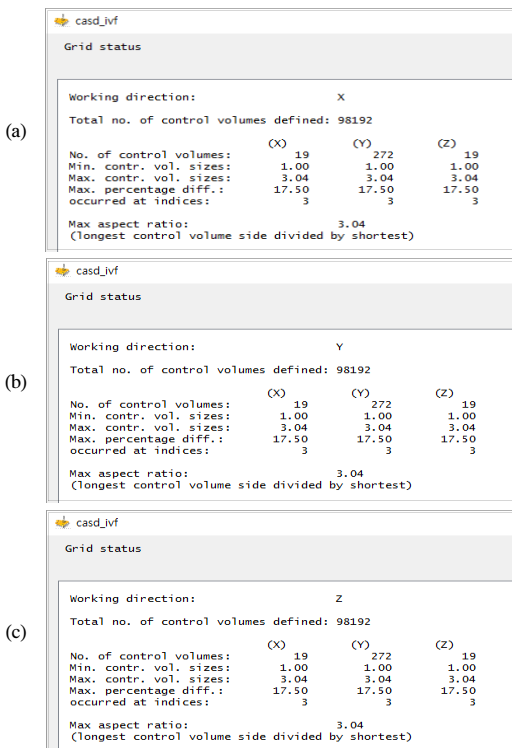 casd_ivf
Grid status
(a)
Working direction: X
Total no. of control volumes defined: 98192
(X) (Y) (Z)
No. of control volumes: 19 272 19
Min. contr. vol. sizes: 1.00 1.00 1.00
Max. contr. vol. sizes: 3.04 3.04 3.04
Max. percentage diff.: 17.50 17.50 17.50
occurred at indices: 3 3 3
Max aspect ratio: 3.04
(longest control volume side divided by shortest)
casd_ivf
Grid status
(b)
Working direction: Y
Total no. of control volumes defined: 98192
(X) (Y) (Z)
No. of control volumes: 19 272 19
Min. contr. vol. sizes: 1.00 1.00 1.00
Max. contr. vol. sizes: 3.04 3.04 3.04
Max. percentage diff.: 17.50 17.50 17.50
occurred at indices: 3 3 3
Max aspect ratio: 3.04
(longest control volume side divided by shortest)
casd_ivf
Grid status
(c)
Working direction: Z
Total no. of control volumes defined: 98192
(X) (Y) (Z)
No. of control volumes: 19 272 19
Min. contr. vol. sizes: 1.00 1.00 1.00
Max. contr. vol. sizes: 3.04 3.04 3.04
Max. percentage diff.: 17.50 17.50 17.50
occurred at indices: 3 3 3
Max aspect ratio: 3.04
(longest control volume side divided by shortest)